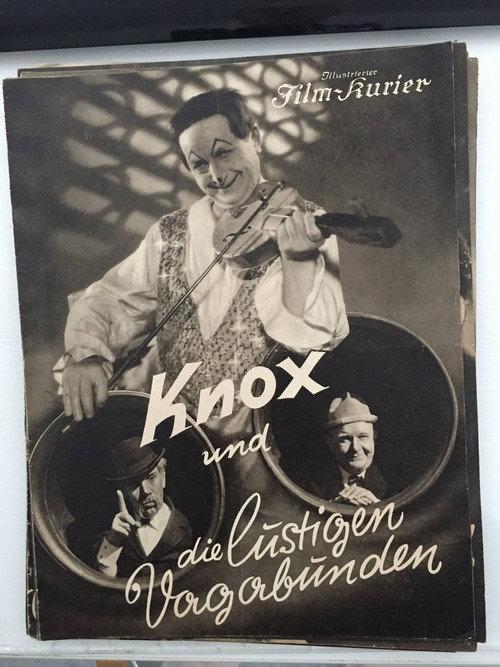 Illustrierter
Film-Kurier
Knox
und
die lustigen
Vagabunden